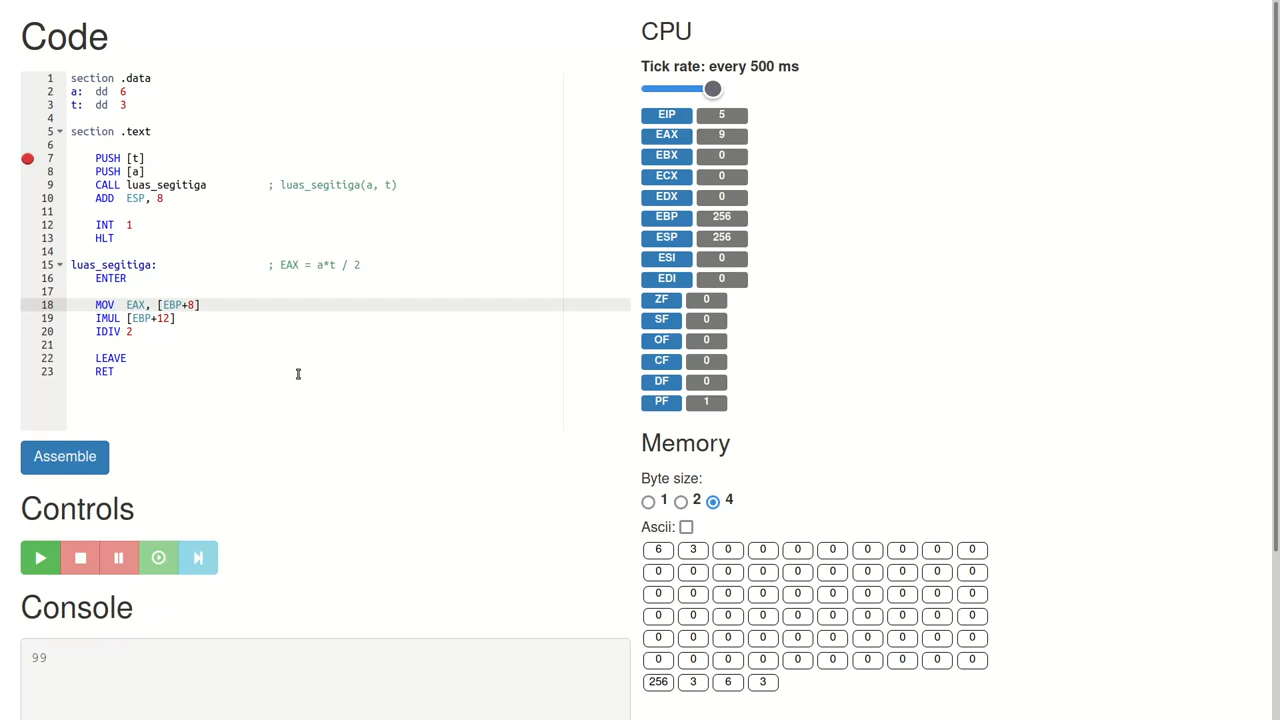 Code
1 section .data
2 a: dd 6
3 t: dd 3
4
5 section .text
6
7 PUSH [t]
8 PUSH [a]
9 CALL luas_segitiga ; luas_segitiga(a, t)
10 ADD ESP, 8
11
12 INT 1
13 HLT
14
15 luas_segitiga: ; EAX = a*t / 2
16 ENTER
17
18 MOV EAX, [EBP+8]
19 IMUL [EBP+12]
20 IDIV 2
21
22 LEAVE
23 RET
Assemble
Controls
Console
99
CPU
Tick rate: every 500 ms
EIP 5
EAX 9
EBX 0
ECX 0
EDX 0
EBP 256
ESP 256
ESI 0
EDI 0
ZF 0
SF 0
OF 0
CF 0
DF 0
PF 1
Memory
Byte size:
1 2 4
Ascii:
6 3 0 0 0 0 0 0 0 0
0 0 0 0 0 0 0 0 0 0
0 0 0 0 0 0 0 0 0 0
0 0 0 0 0 0 0 0 0 0
0 0 0 0 0 0 0 0 0 0
0 0 0 0 0 0 0 0 0 0
256 3 6 3